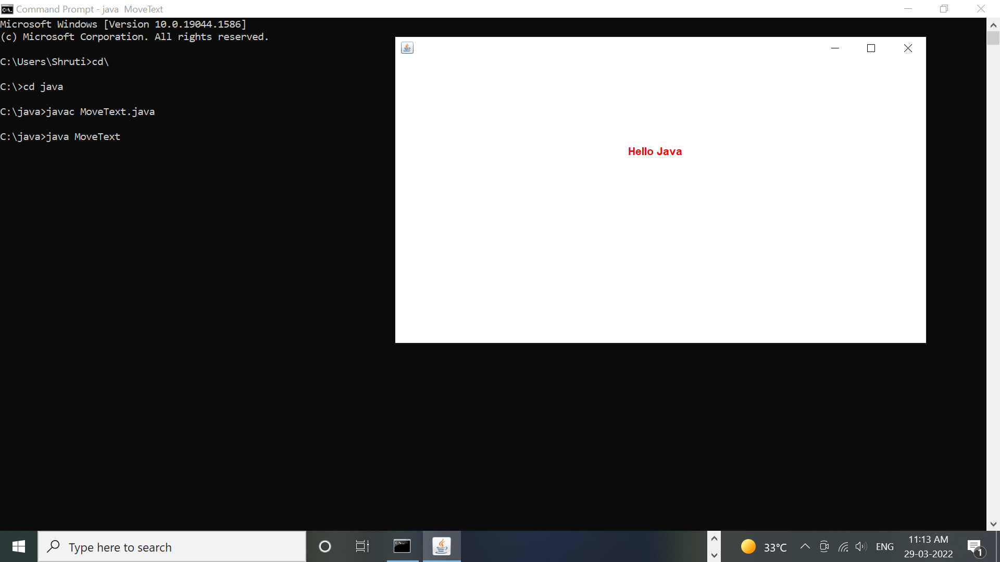 Command Prompt - java  MoveText
Microsoft Windows [Version 10.0.19044.1586]
(c) Microsoft Corporation. All rights reserved.
C:\Users\Shruti>cd\
C:\>cd java
C:\java>javac MoveText.java
C:\java>java MoveText
Hello Java
Type here to search
33°C
ENG
11:13 AM
29-03-2022
1